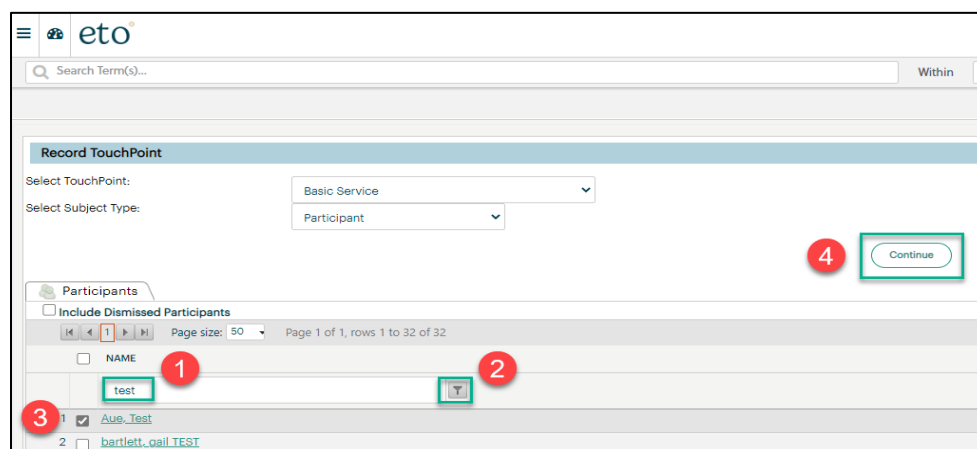 eto
Search Term(s)... Within
Record TouchPoint
Select TouchPoint: Basic Service
Select Subject Type: Participant
4 Continue
Participants
Include Dismissed Participants
1 Page size: 50 Page 1 of 1, rows 1 to 32 of 32
NAME 1 2
test
3 1 Aue, Test
2 bartlett, gail TEST